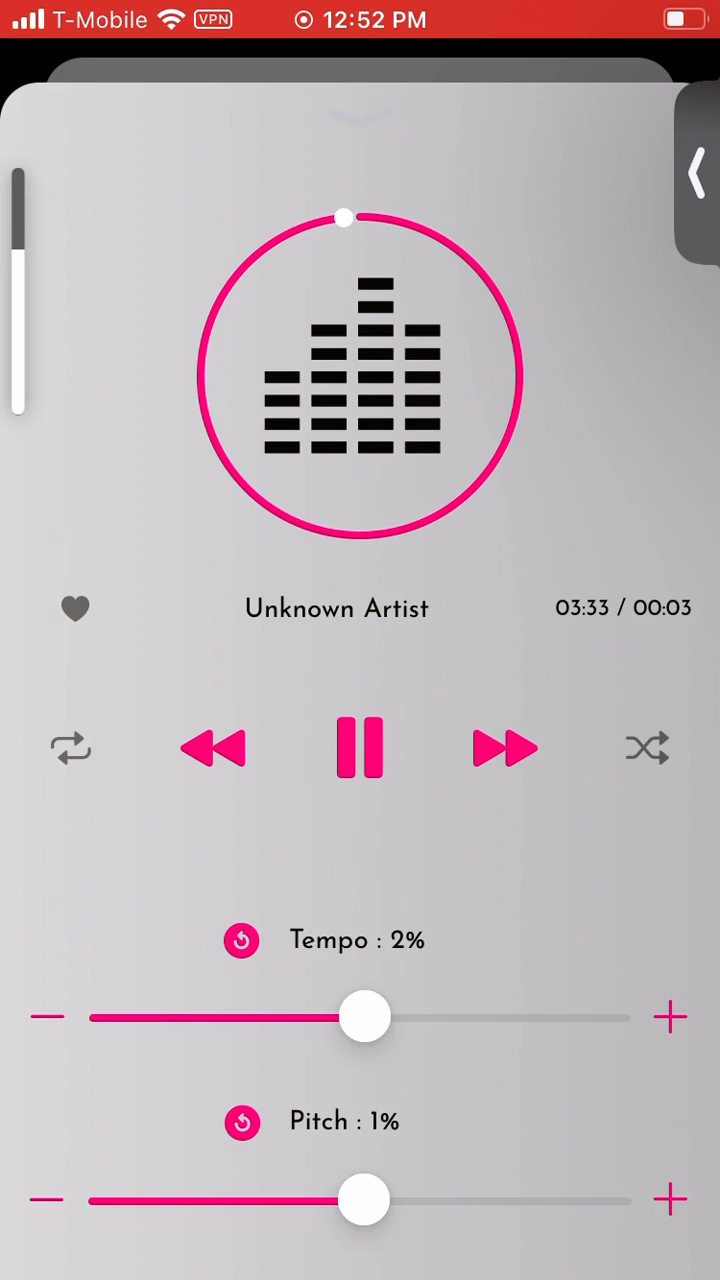 T-Mobile VPN 12:52 PM
Unknown Artist 03:33 / 00:03
Tempo : 2%
Pitch : 1%